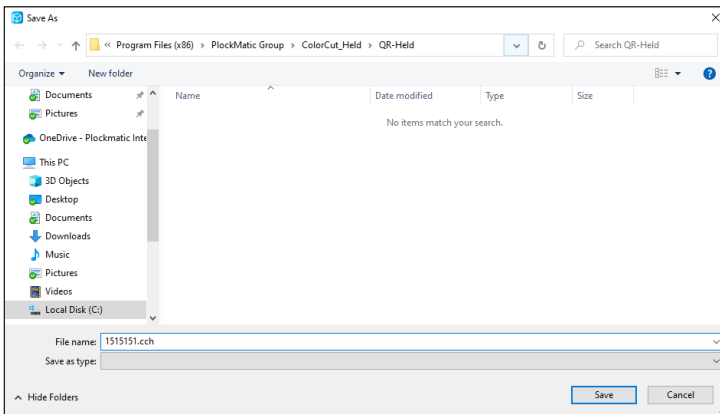 Save As
« Program Files (x86) > PlockMatic Group > ColorCut_Held > QR-Held
Search QR-Held
Organize
New folder
Name
Date modified
Type
Size
No items match your search.
Documents
Pictures
OneDrive - Plockmatic Inte
This PC
3D Objects
Desktop
Documents
Downloads
Music
Pictures
Videos
Local Disk (C:)
File name: 1515151.cch
Save as type:
Hide Folders
Save
Cancel